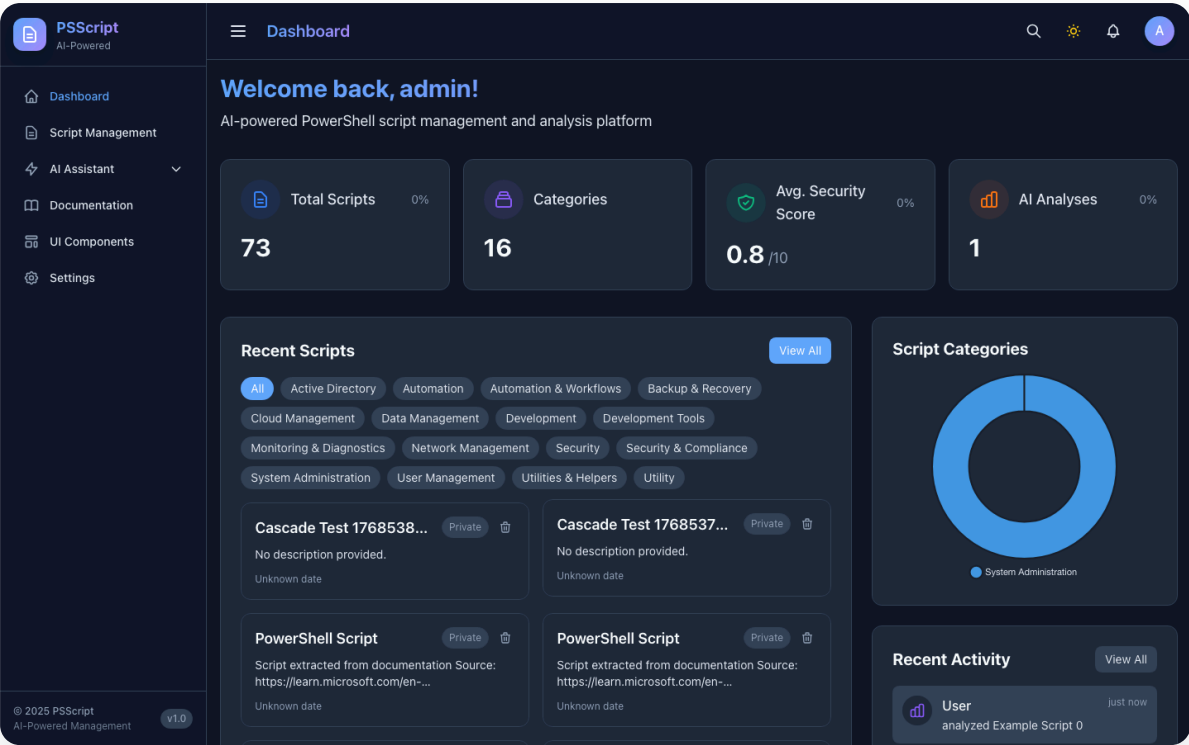 PSScript
AI-Powered
Dashboard
A
Dashboard
Script Management
AI Assistant
Documentation
UI Components
Settings
© 2025 PSScript
AI-Powered Management
v1.0
Welcome back, admin!
AI-powered PowerShell script management and analysis platform
Total Scripts
0%
73
Categories
16
Avg. Security
Score
0%
0.8 /10
AI Analyses
0%
1
Recent Scripts
View All
All Active Directory Automation Automation & Workflows Backup & Recovery
Cloud Management Data Management Development Development Tools
Monitoring & Diagnostics Network Management Security Security & Compliance
System Administration User Management Utilities & Helpers Utility
Cascade Test 1768538...
Private
No description provided.
Unknown date
Cascade Test 1768537...
Private
No description provided.
Unknown date
PowerShell Script
Private
Script extracted from documentation Source:
https://learn.microsoft.com/en-...
Unknown date
PowerShell Script
Private
Script extracted from documentation Source:
https://learn.microsoft.com/en-...
Unknown date
Script Categories
System Administration
Recent Activity
View All
User
just now
analyzed Example Script 0